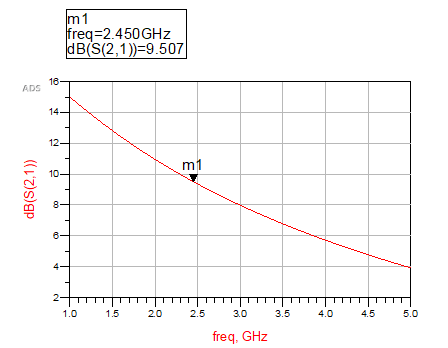 m1
freq=2.450GHz
dB(S(2,1))=9.507
ADS
16
14
12
10
8
6
4
2
m1
dB(S(2,1))
1.0 1.5 2.0 2.5 3.0 3.5 4.0 4.5 5.0
freq, GHz